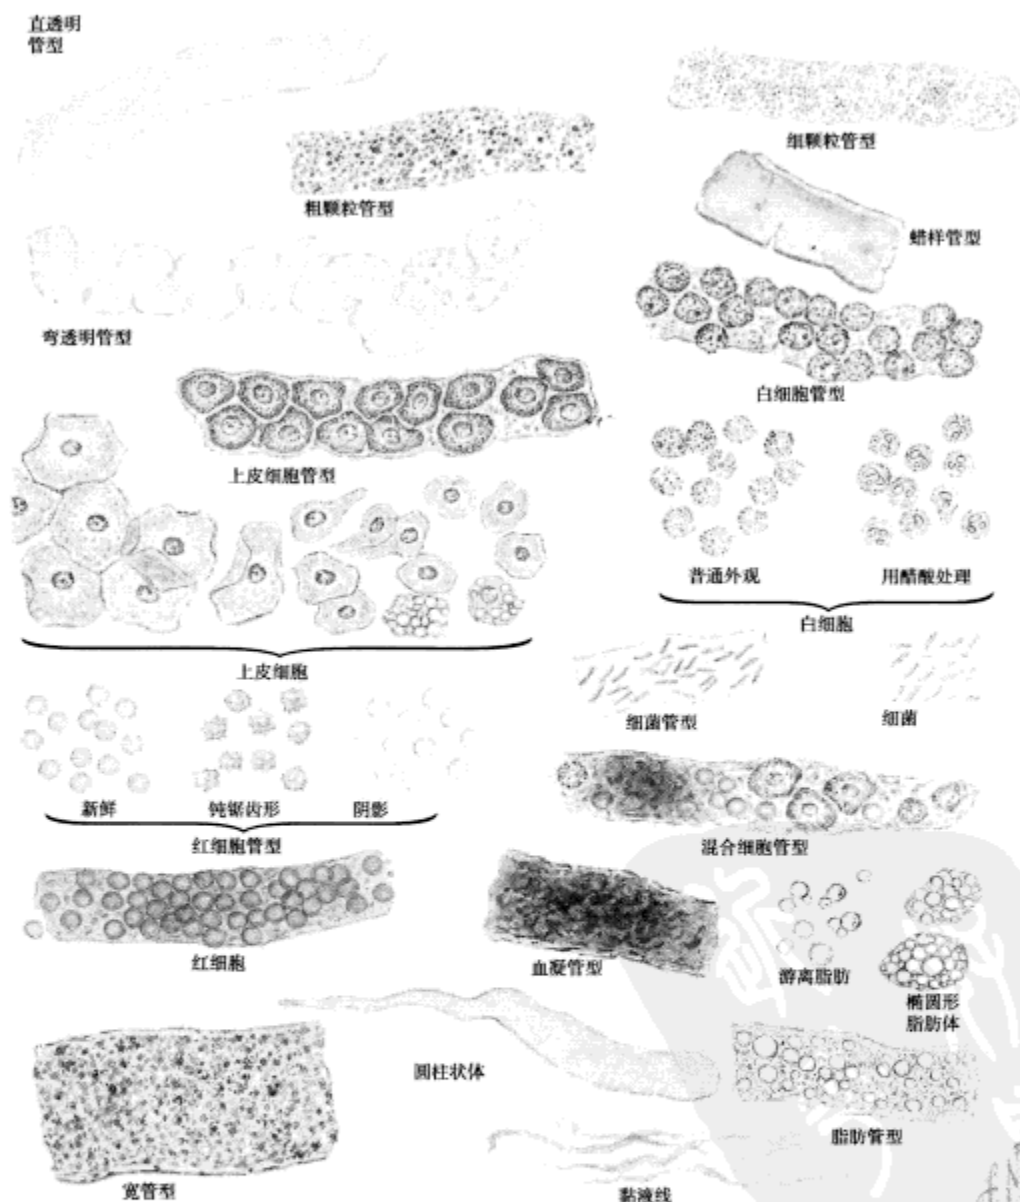 直透明
管型
细颗粒管型
粗颗粒管型
蜡样管型
弯透明管型
白细胞管型
上皮细胞管型
普通外观
用醋酸处理
白细胞
上皮细胞
细菌管型
细菌
新鲜
钝锯齿形
阴影
红细胞管型
混合细胞管型
红细胞
血凝管型
游离脂肪
椭圆形
脂肪体
圆柱状体
脂肪管型
宽管型
黏液线